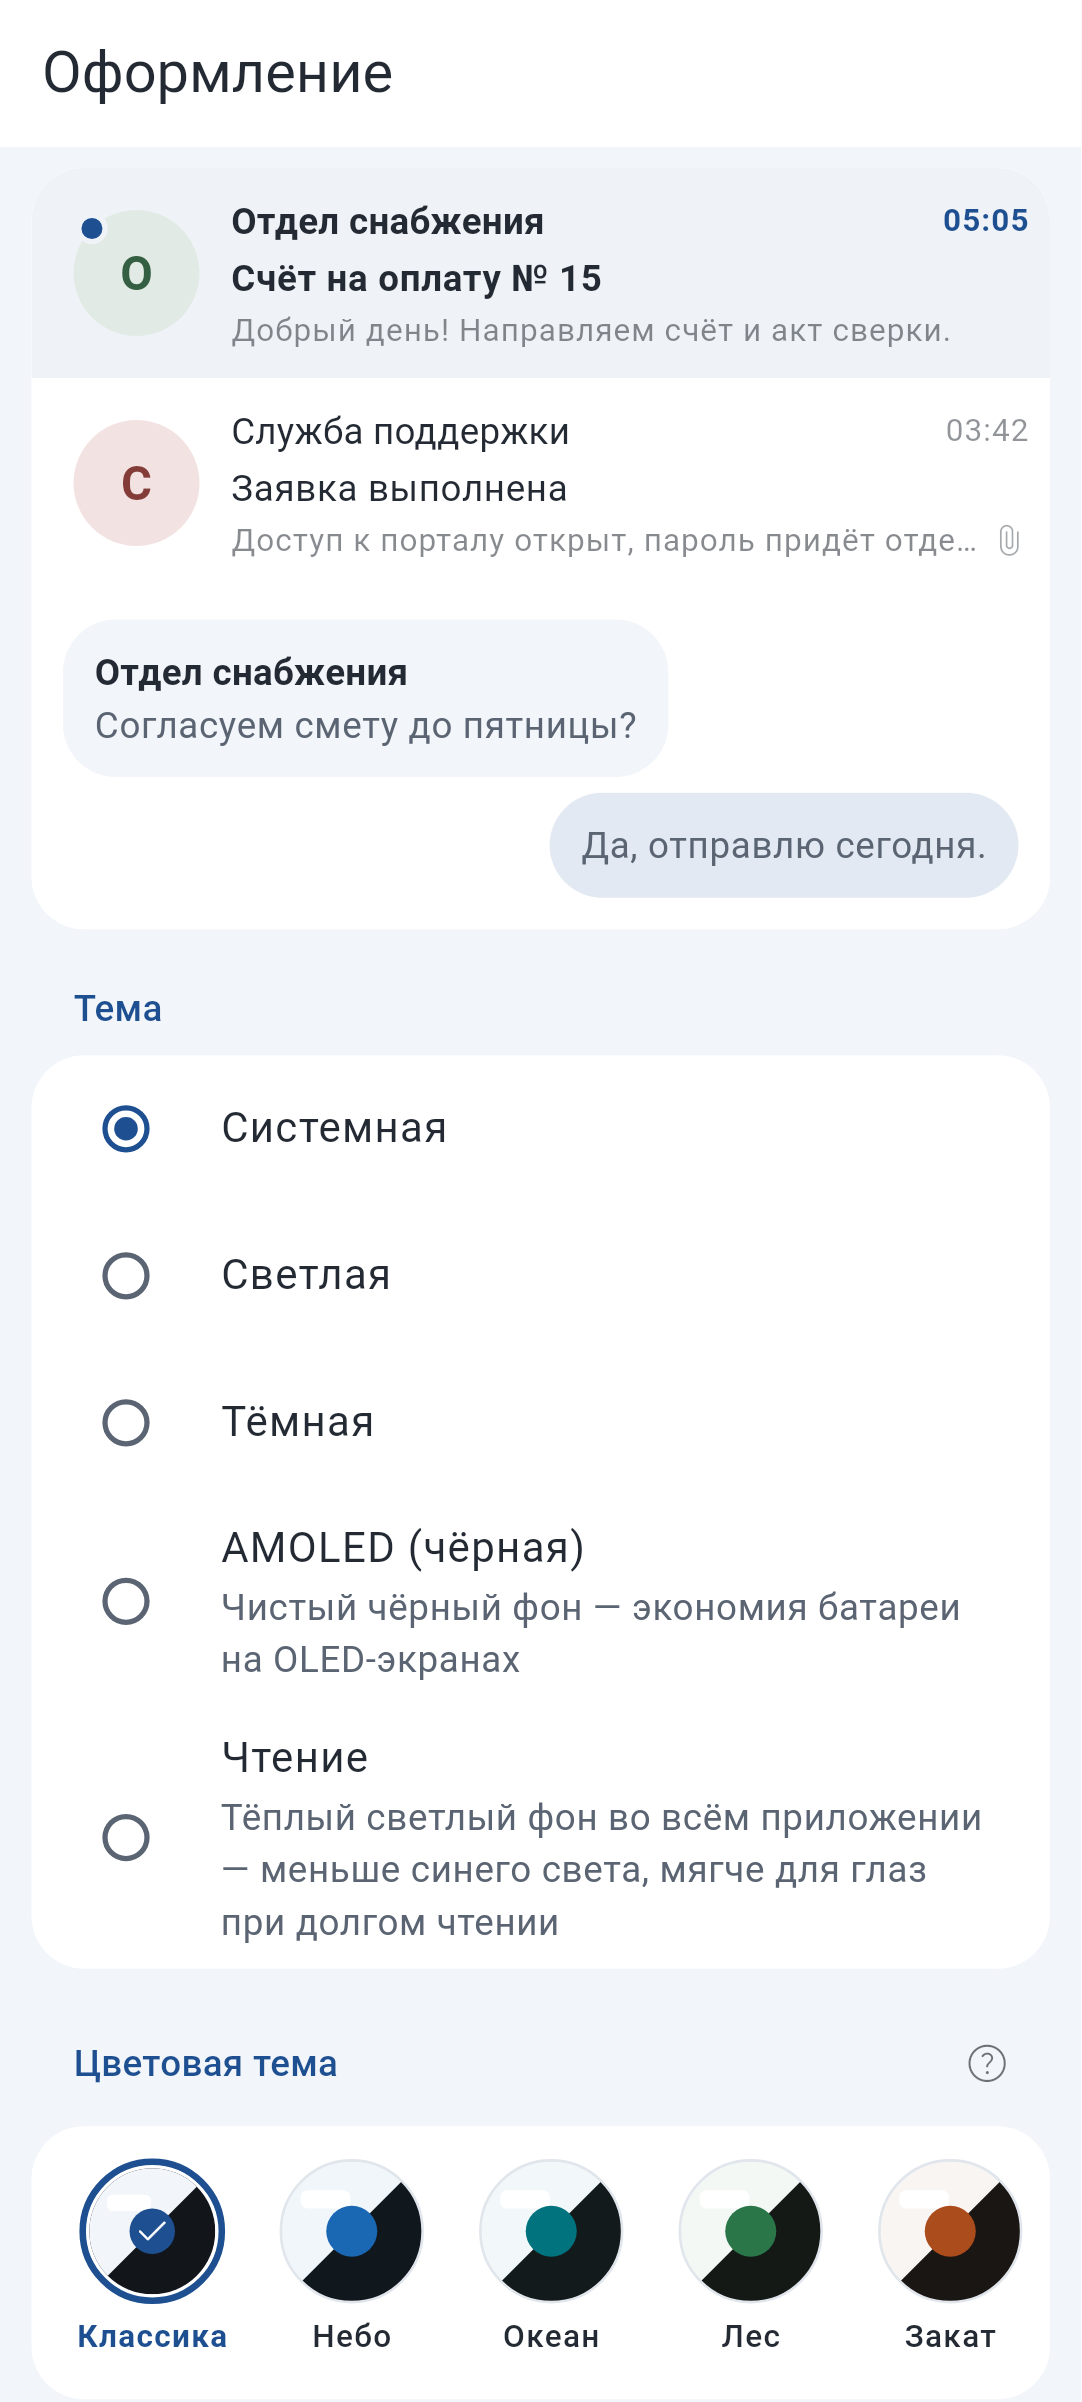 Оформление
О
Отдел снабжения
05:05
Счёт на оплату № 15
Добрый день! Направляем счёт и акт сверки.
С
Служба поддержки
03:42
Заявка выполнена
Доступ к порталу открыт, пароль придёт отде…
Отдел снабжения
Согласуем смету до пятницы?
Да, отправлю сегодня.
Тема
Системная
Светлая
Тёмная
AMOLED (чёрная)
Чистый чёрный фон — экономия батареи
на OLED-экранах
Чтение
Тёплый светлый фон во всём приложении
— меньше синего света, мягче для глаз
при долгом чтении
Цветовая тема
?
Классика
Небо
Океан
Лес
Закат